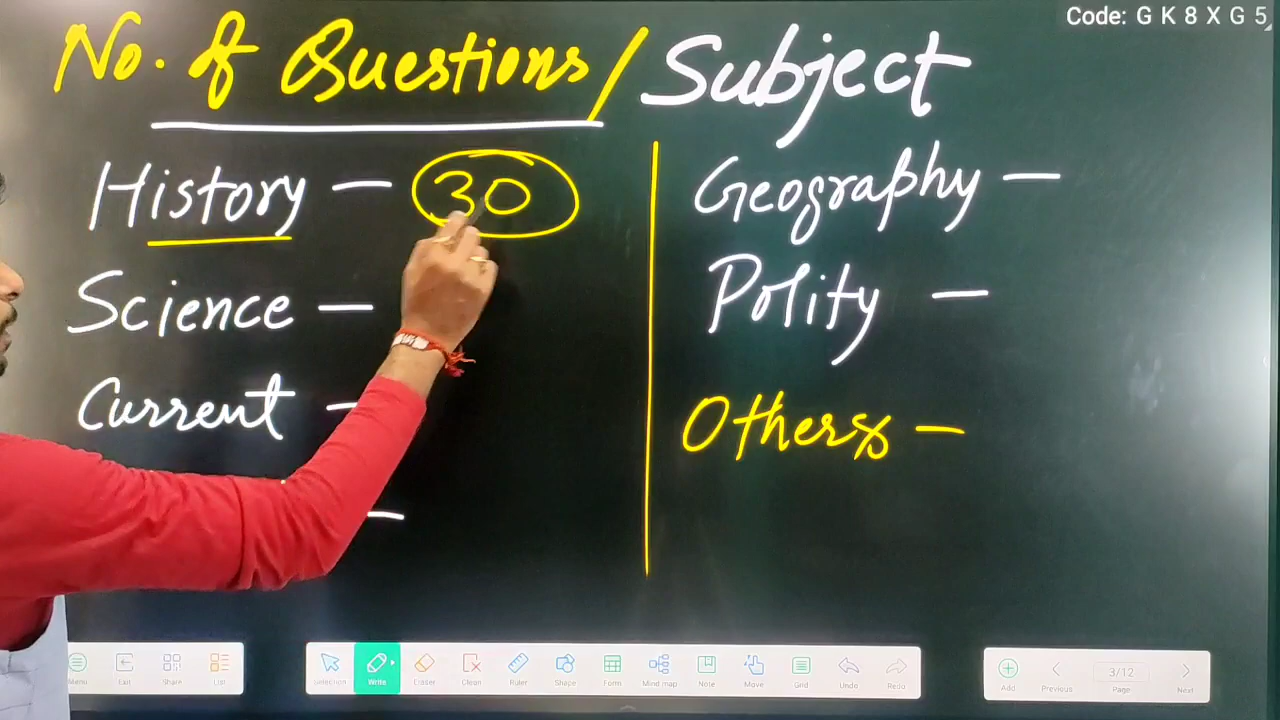 Code: G K 8 X G 5
No. of Questions / Subject
History — 30
Science —
Current —
—
Geography —
Polity —
Others —
Menu Exit Share List
Selection Write Eraser Clean Ruler Shape Form Mind map Note Move Grid Undo Redo
Add Previous 3/12 Page Next